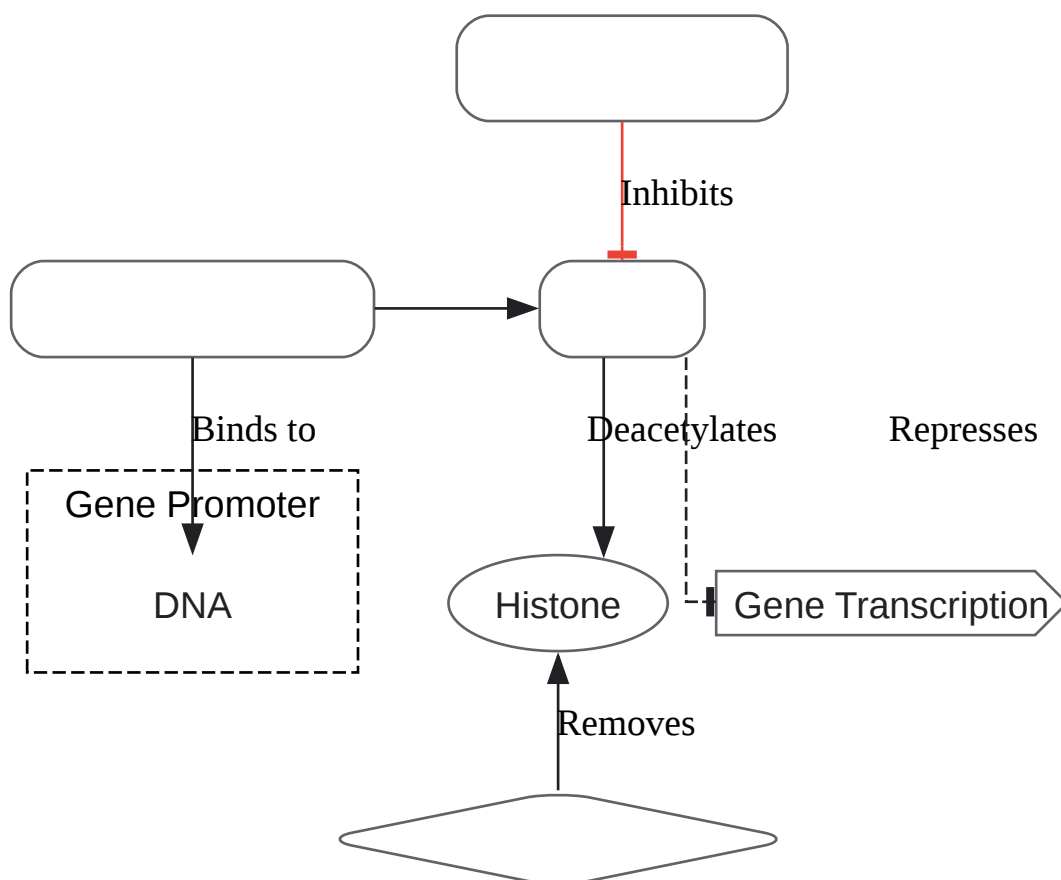 Inhibits
Binds to
Deacetylates
Represses
Gene Promoter
DNA
Histone
Gene Transcription
Removes